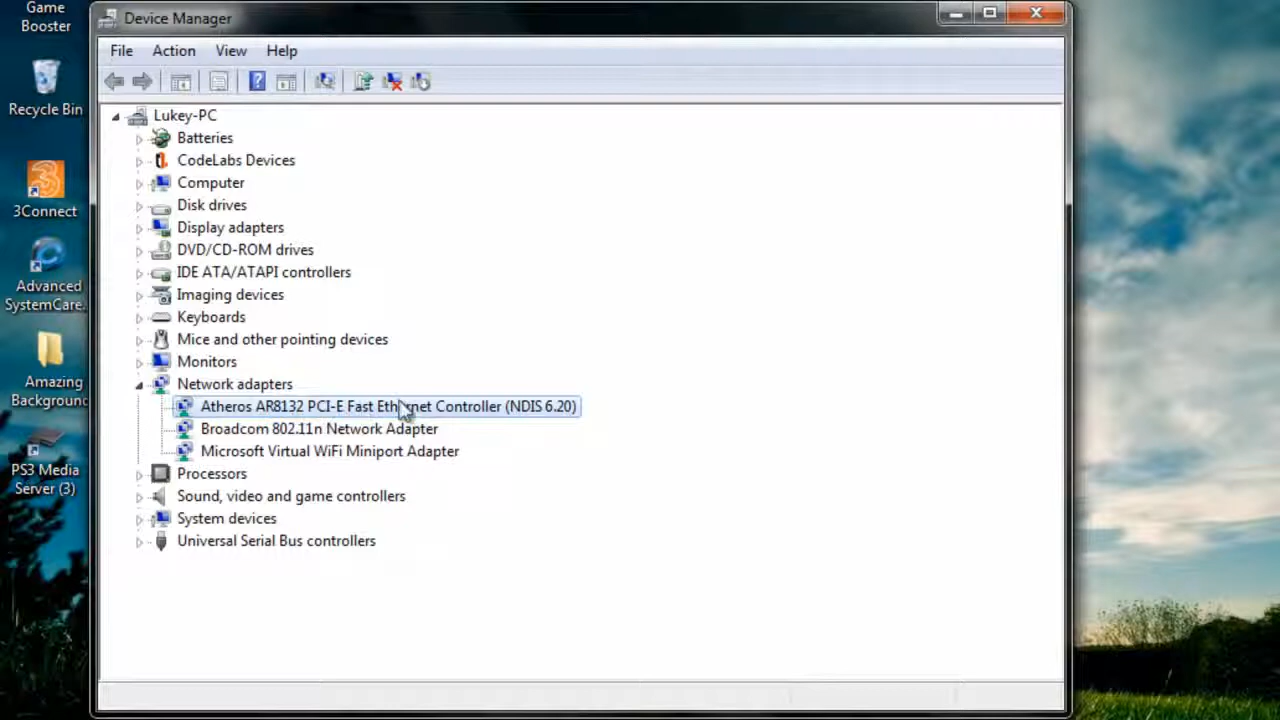 Game
Booster
Recycle Bin
3Connect
Advanced
SystemCare.
Amazing
Background
PS3 Media
Server (3)
Device Manager
File Action View Help
Lukey-PC
Batteries
CodeLabs Devices
Computer
Disk drives
Display adapters
DVD/CD-ROM drives
IDE ATA/ATAPI controllers
Imaging devices
Keyboards
Mice and other pointing devices
Monitors
Network adapters
Atheros AR8132 PCI-E Fast Ethernet Controller (NDIS 6.20)
Broadcom 802.11n Network Adapter
Microsoft Virtual WiFi Miniport Adapter
Processors
Sound, video and game controllers
System devices
Universal Serial Bus controllers